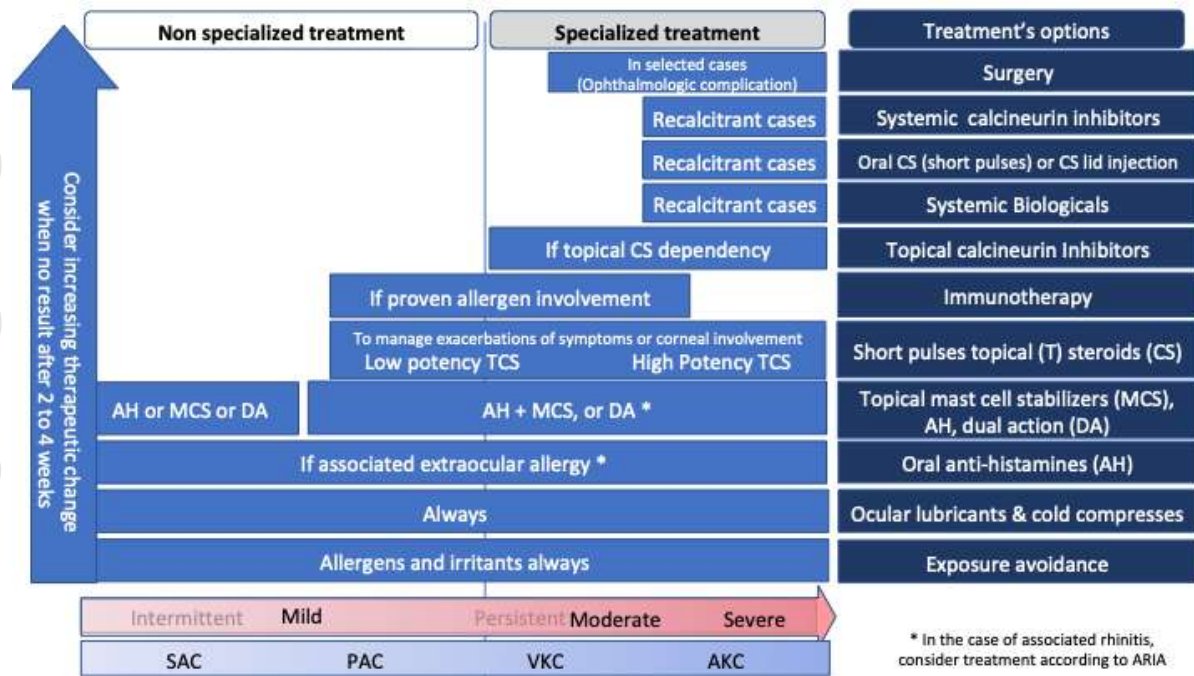 Non specialized treatment
Specialized treatment
Treatment's options
In selected cases
(Ophthalmologic complication)
Surgery
Recalcitrant cases
Systemic calcineurin inhibitors
Recalcitrant cases
Oral CS (short pulses) or CS lid injection
Recalcitrant cases
Systemic Biologicals
If topical CS dependency
Topical calcineurin Inhibitors
If proven allergen involvement
Immunotherapy
To manage exacerbations of symptoms or corneal involvement
Low potency TCS
High Potency TCS
Short pulses topical (T) steroids (CS)
AH or MCS or DA
AH + MCS, or DA *
Topical mast cell stabilizers (MCS),
AH, dual action (DA)
If associated extraocular allergy *
Oral anti-histamines (AH)
Always
Ocular lubricants & cold compresses
Allergens and irritants always
Exposure avoidance
Consider increasing therapeutic change
when no result after 2 to 4 weeks
Intermittent
Mild
Persistent
Moderate
Severe
SAC
PAC
VKC
AKC
* In the case of associated rhinitis,
consider treatment according to ARIA